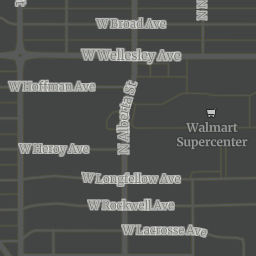 W Broad Ave
W Wellesley Ave
W Hoffman Ave
N Alberta St
Walmart
Supercenter
W Heroy Ave
W Longfellow Ave
W Rockwell Ave
W Lacrosse Ave